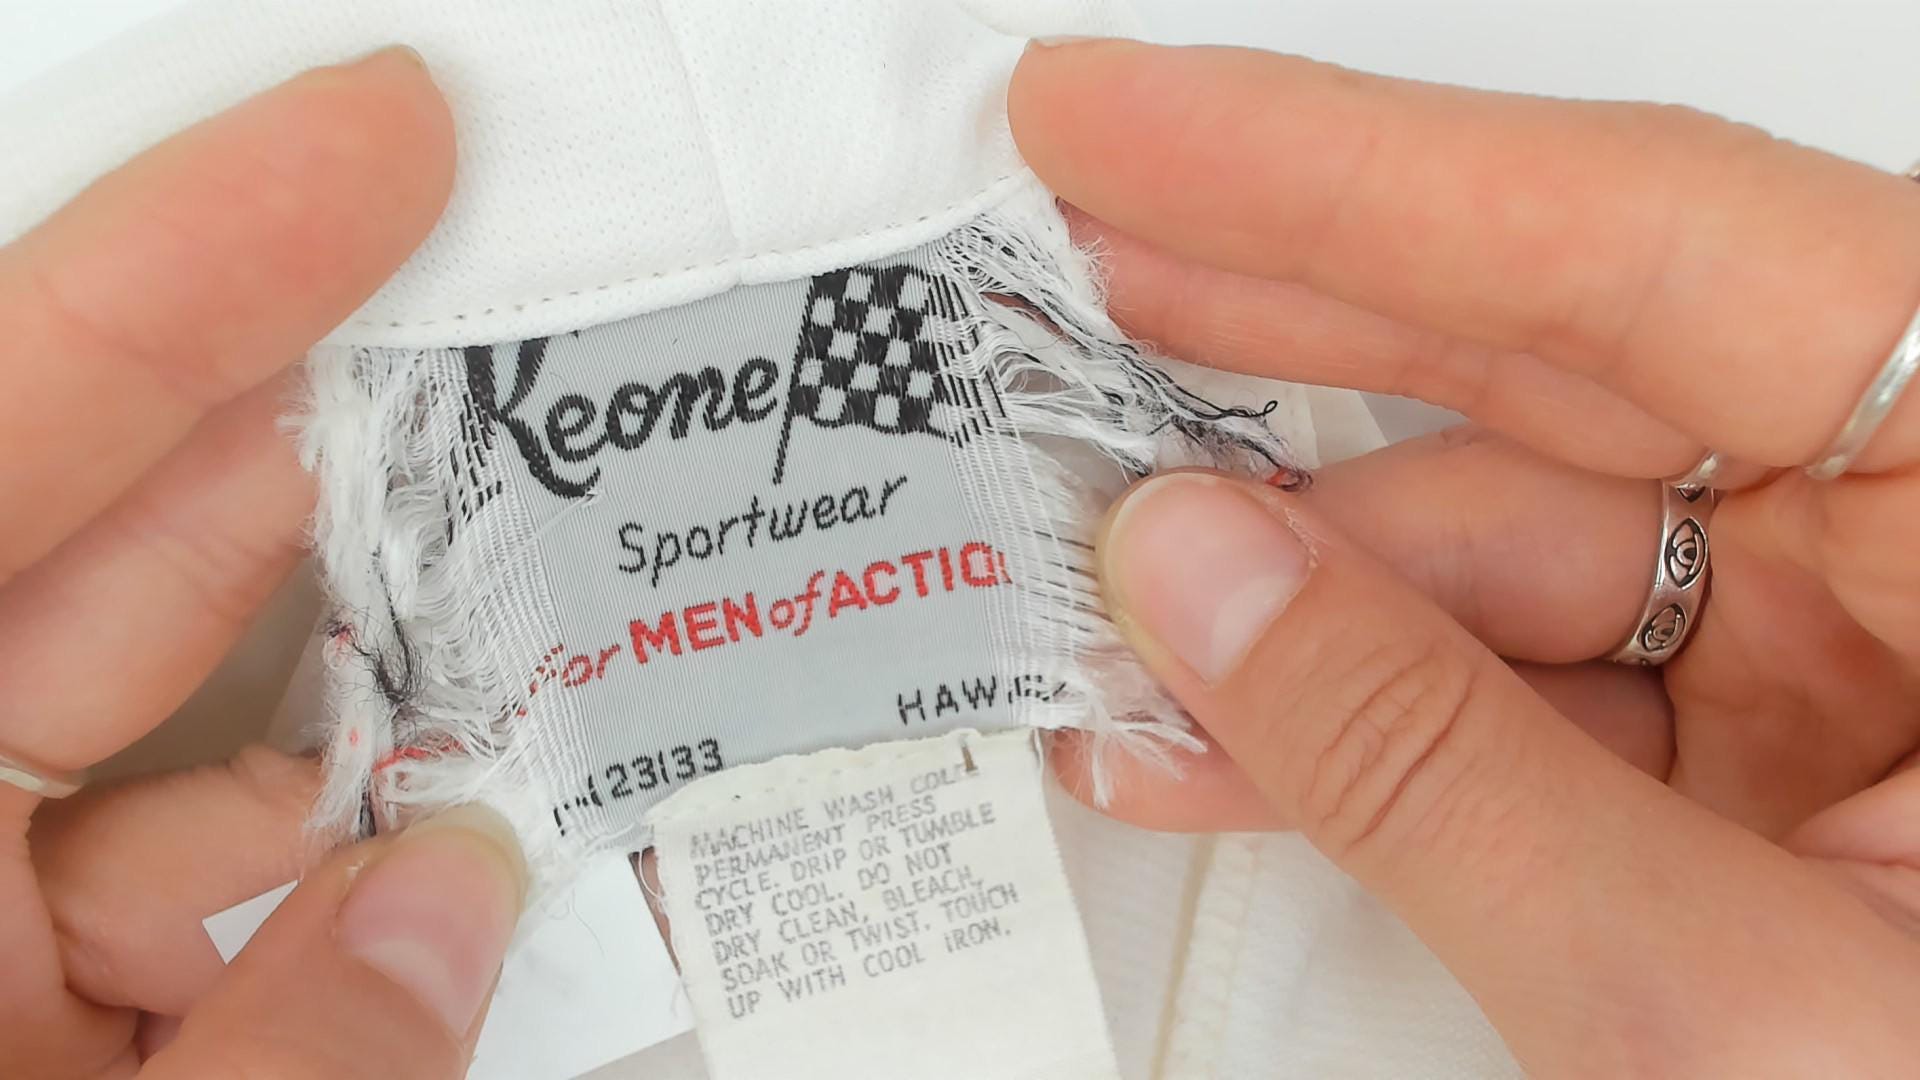 Keone
Sportwear
For MEN of ACTIO
HAW
23133
MACHINE WASH COLD
PERMANENT PRESS
CYCLE. DRIP OR TUMBLE
DRY COOL. DO NOT
DRY CLEAN, BLEACH,
SOAK OR TWIST. TOUCH
UP WITH COOL IRON.